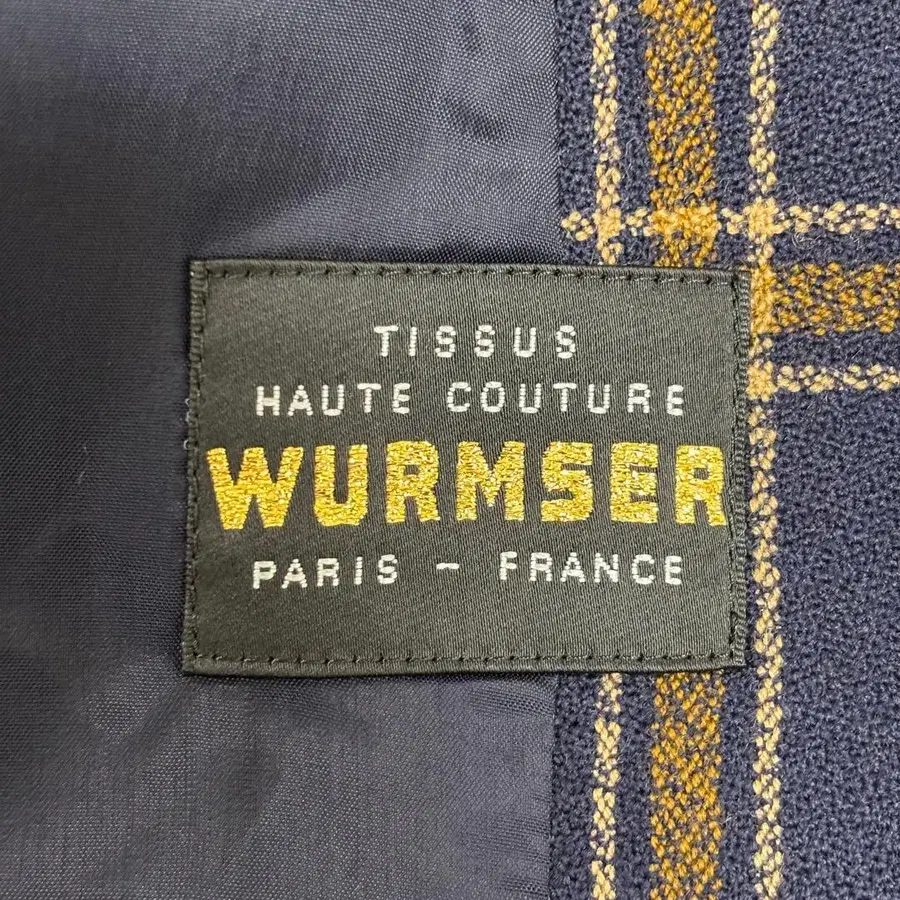 TISSUS
HAUTE COUTURE
WURMSER
PARIS - FRANCE